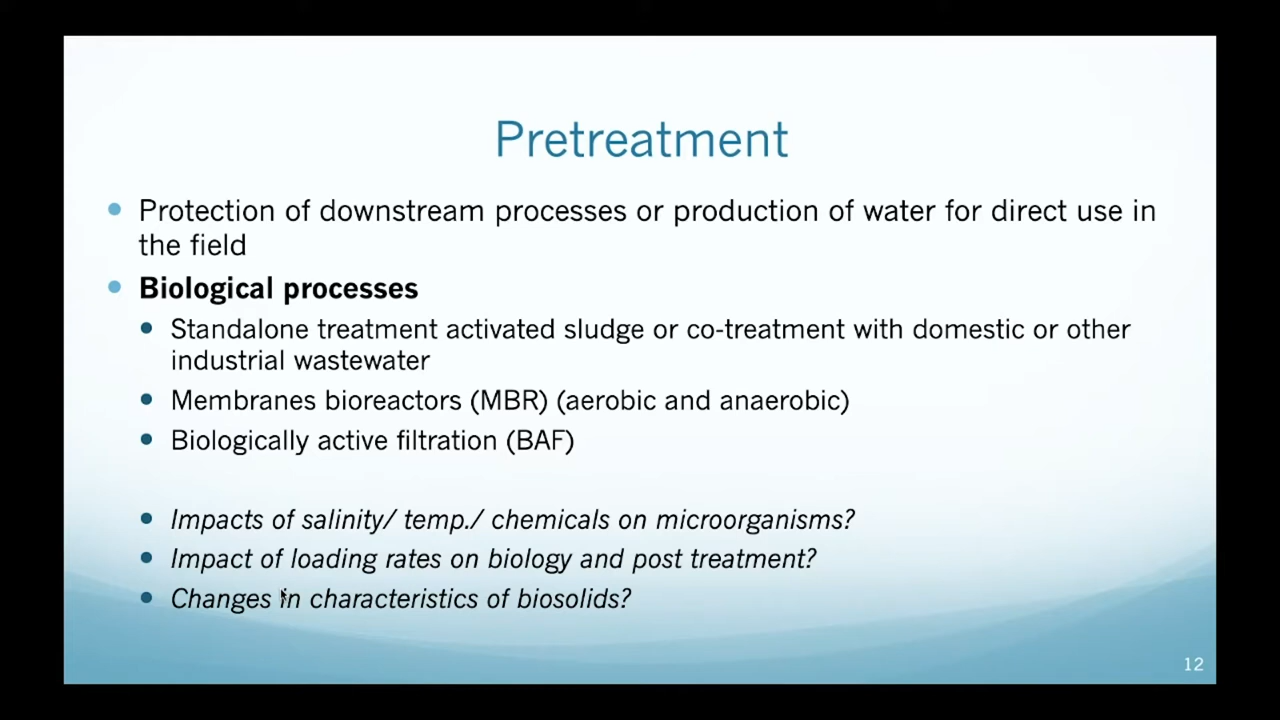 Pretreatment
Protection of downstream processes or production of water for direct use in
the field
Biological processes
Standalone treatment activated sludge or co-treatment with domestic or other
industrial wastewater
Membranes bioreactors (MBR) (aerobic and anaerobic)
Biologically active filtration (BAF)
Impacts of salinity/ temp./ chemicals on microorganisms?
Impact of loading rates on biology and post treatment?
Changes in characteristics of biosolids?
12